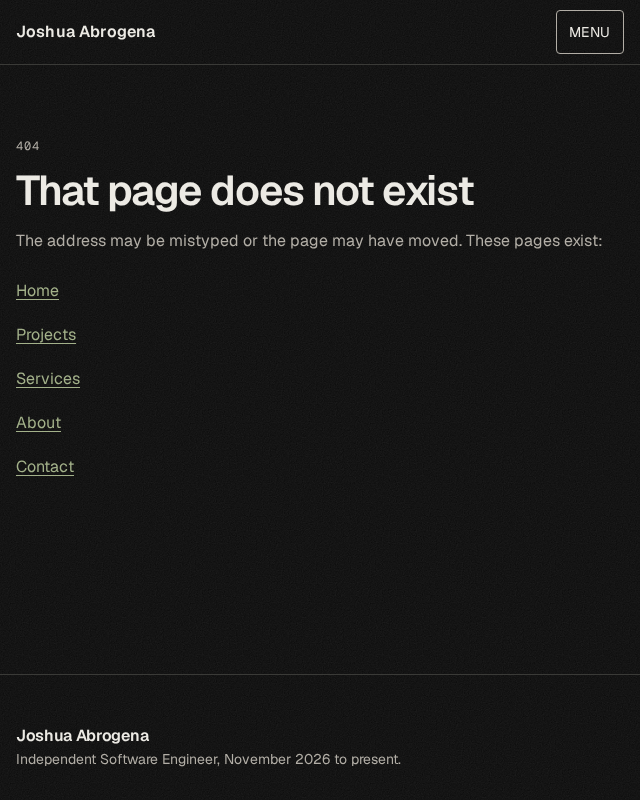 Joshua Abrogena
MENU
404
That page does not exist
The address may be mistyped or the page may have moved. These pages exist:
Home
Projects
Services
About
Contact
Joshua Abrogena
Independent Software Engineer, November 2026 to present.